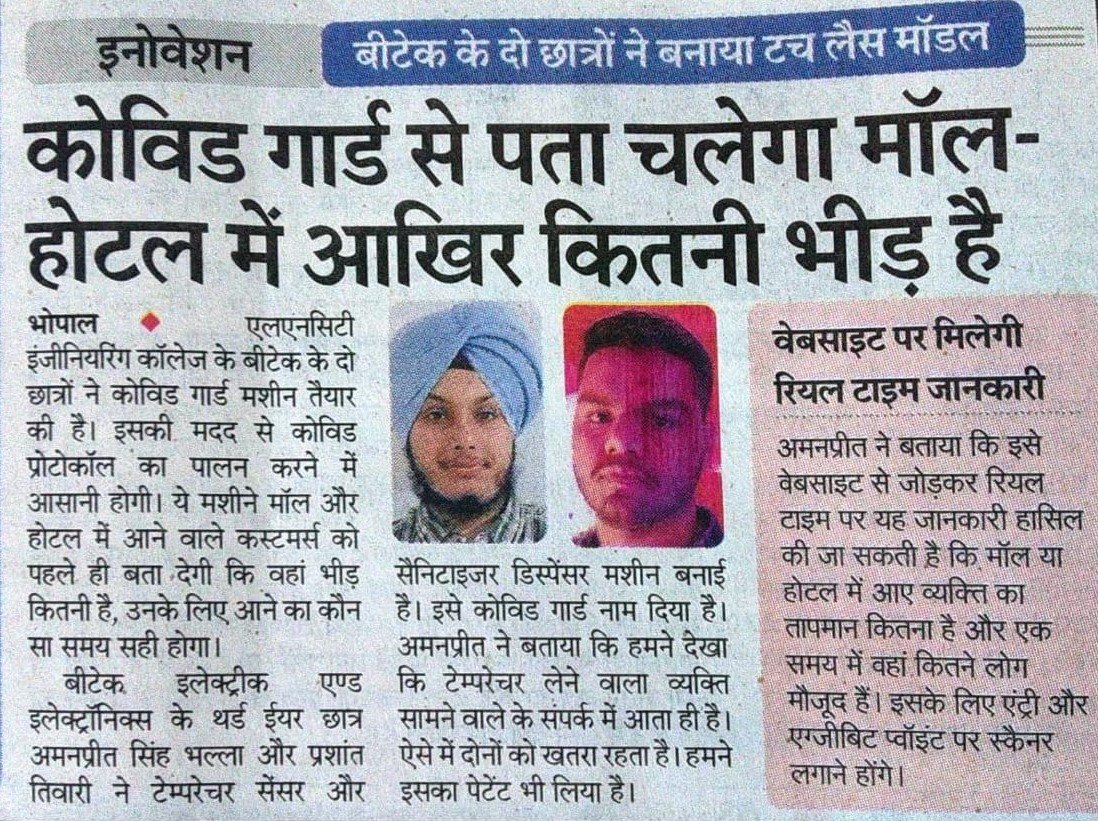 इनोवेशन
बीटेक के दो छात्रों ने बनाया टच लैस मॉडल
कोविड गार्ड से पता चलेगा मॉल-
होटल में आखिर कितनी भीड़ है
भोपाल एलएनसिटी
इंजीनियरिंग कॉलेज के बीटेक के दो
छात्रों ने कोविड गार्ड मशीन तैयार
की है। इसकी मदद से कोविड
प्रोटोकॉल का पालन करने में
आसानी होगी। ये मशीने मॉल और
होटल में आने वाले कस्टमर्स को
पहले ही बता देगी कि वहां भीड़
कितनी है, उनके लिए आने का कौन
सा समय सही होगा।
बीटेक इलेक्ट्रीक एण्ड
इलेक्ट्रॉनिक्स के थर्ड ईयर छात्र
अमनप्रीत सिंह भल्ला और प्रशांत
तिवारी ने टेम्परेचर सेंसर और
सैनिटाइजर डिस्पेंसर मशीन बनाई
है। इसे कोविड गार्ड नाम दिया है।
अमनप्रीत ने बताया कि हमने देखा
कि टेम्परेचर लेने वाला व्यक्ति
सामने वाले के संपर्क में आता ही है।
ऐसे में दोनों को खतरा रहता है। हमने
इसका पेटेंट भी लिया है।
वेबसाइट पर मिलेगी
रियल टाइम जानकारी
अमनप्रीत ने बताया कि इसे
वेबसाइट से जोड़कर रियल
टाइम पर यह जानकारी हासिल
की जा सकती है कि मॉल या
होटल में आए व्यक्ति का
तापमान कितना है और एक
समय में वहां कितने लोग
मौजूद हैं। इसके लिए एंट्री और
एग्जीबिट प्वॉइंट पर स्कैनर
लगाने होंगे।